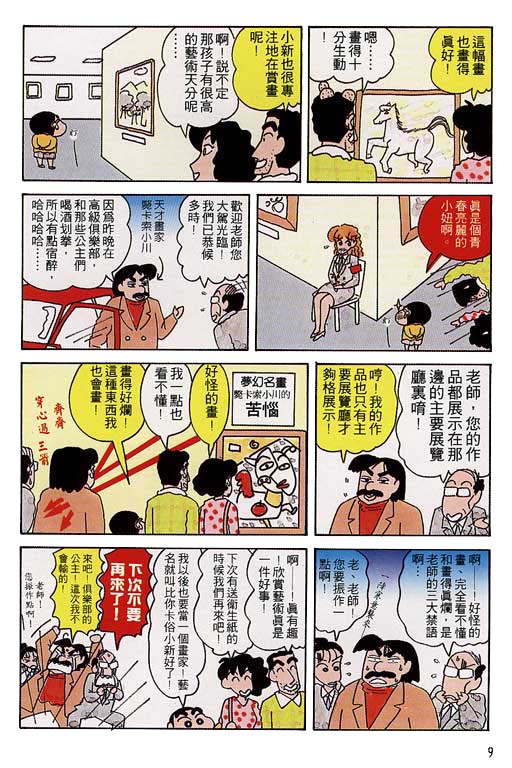 這幅畫
也畫得
真好！
嗯……
畫得十
分生動
！
小新也很專
注地在賞畫
呢！
啊！說不定
那孩子有很高
的藝術天分呢
真是個青
春亮麗的
小妞啊。
歡迎老師您
大駕光臨！
我們已恭候
多時！
天才畫家
斃卡索小川
因為昨晚在
高級俱樂部，
和那些公主們
喝酒划拳，
所以有點宿醉，
哈哈哈哈……
老師，您的作
品都展示在那
邊的主要展覽
廳裏唷！
哼！我的作
品也只有主
要展覽廳才
夠格展示！
夢幻名畫
斃卡索小川的
苦惱
好怪的畫！
我一點也
看不懂！
畫得好爛！
這種東西我
也會畫！
齊齊
穿心過三箭
啊……！好怪的
畫、完全看不懂
和畫得真爛，是
老師的三大禁語
啊…
老、老師！
您要振作一
點啊！
啊！……真有趣
！欣賞藝術真是
一件好事！
下次有送衛生紙的
時候我們再來吧！
我以後也要當一個畫家！藝
名就叫比你卡俗小新好了！
下次不要
再來了！
來吧！俱樂部的
公主！這次我不
會輸的！
老師！
您振作點啊！
9